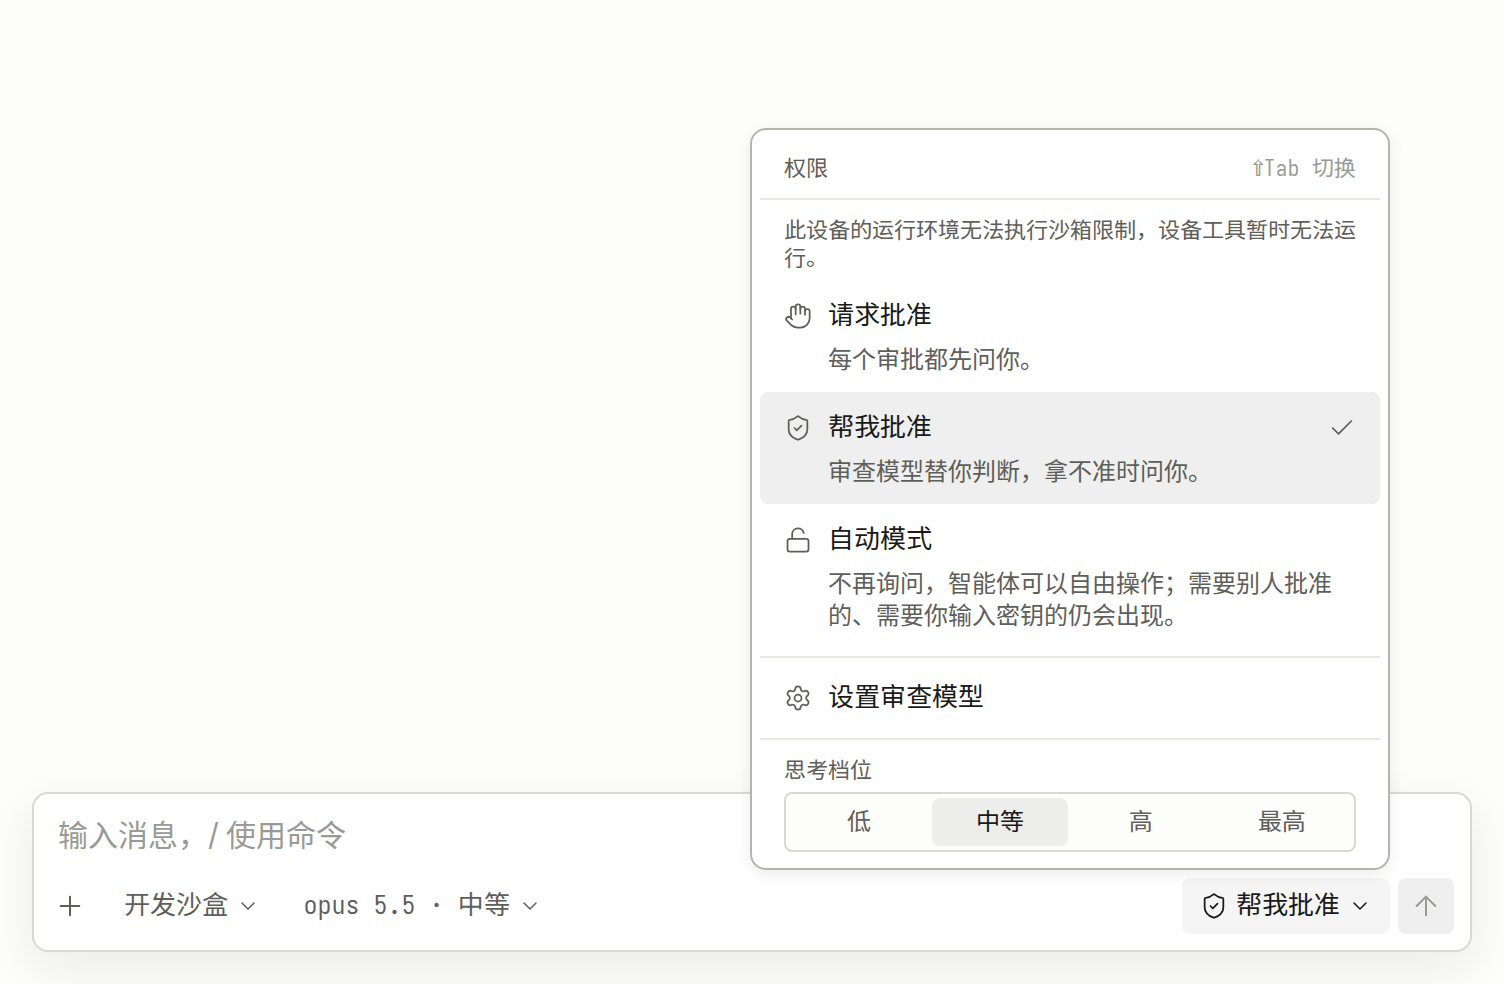 权限
⇧Tab 切换
此设备的运行环境无法执行沙箱限制，设备工具暂时无法运
行。
请求批准
每个审批都先问你。
帮我批准
审查模型替你判断，拿不准时问你。
自动模式
不再询问，智能体可以自由操作；需要别人批准
的、需要你输入密钥的仍会出现。
设置审查模型
思考档位
低
中等
高
最高
输入消息，/ 使用命令
开发沙盒
opus 5.5 · 中等
帮我批准